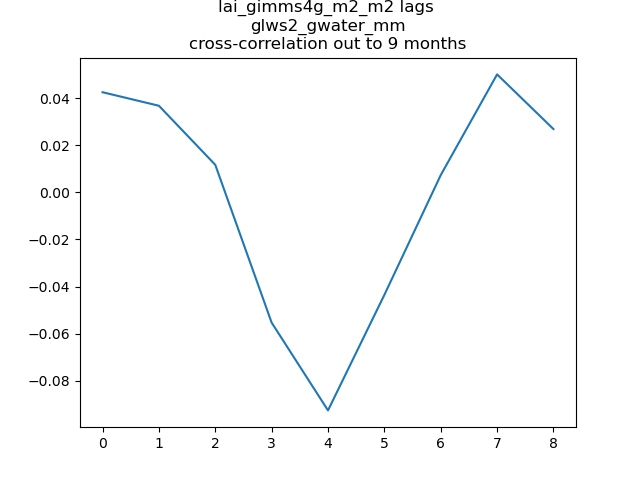 lai_gimms4g_m2_m2 lags
glws2_gwater_mm
cross-correlation out to 9 months
0.04
0.02
0.00
−0.02
−0.04
−0.06
−0.08
0 1 2 3 4 5 6 7 8